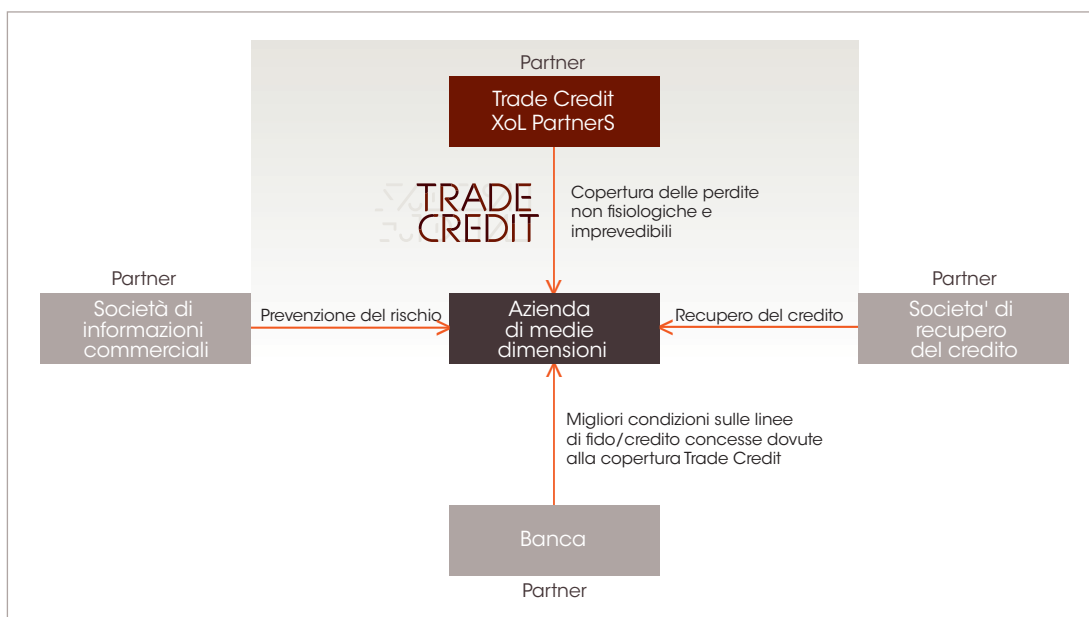 Partner
Trade Credit
XoL PartnerS
TRADE
CREDIT
Copertura delle perdite
non fisiologiche e
imprevedibili
Partner
Società di
informazioni
commerciali
Prevenzione del rischio
Azienda
di medie
dimensioni
Recupero del credito
Partner
Societa' di
recupero
del credito
Migliori condizioni sulle linee
di fido/credito concesse dovute
alla copertura Trade Credit
Banca
Partner